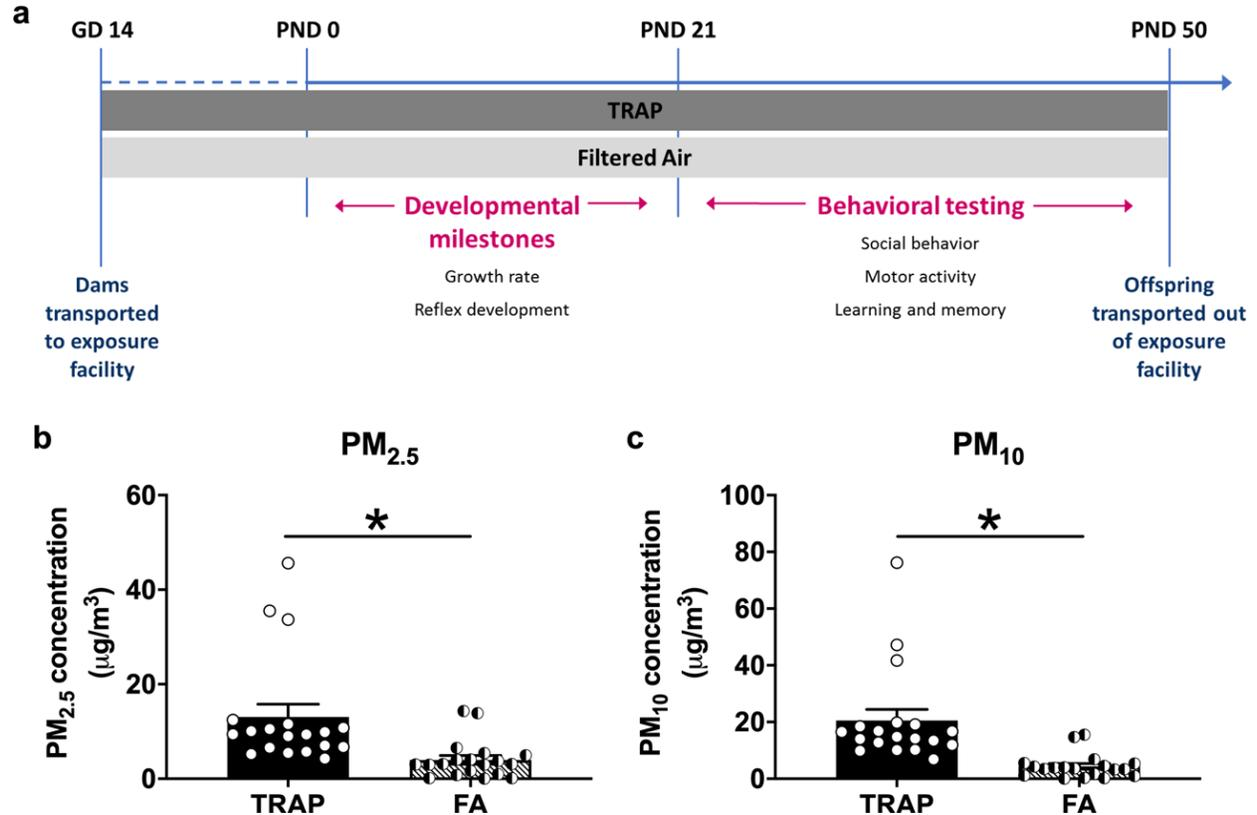 a
GD 14 PND 0 PND 21 PND 50
TRAP
Filtered Air
Developmental
milestones
Growth rate
Reflex development
Behavioral testing
Social behavior
Motor activity
Learning and memory
Dams
transported
to exposure
facility
Offspring
transported out
of exposure
facility
b
PM2.5
PM2.5 concentration
(μg/m3)
60
40
20
0
*
TRAP FA
c
PM10
PM10 concentration
(μg/m3)
100
80
60
40
20
0
*
TRAP FA